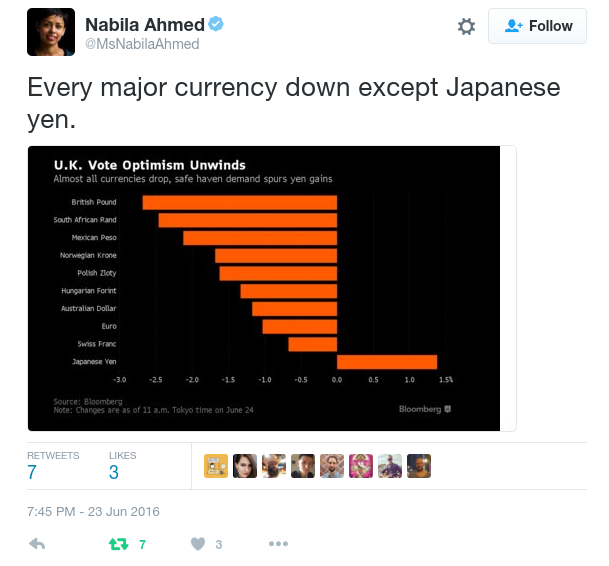 Nabila Ahmed
@MsNabilaAhmed
Follow
Every major currency down except Japanese
yen.
U.K. Vote Optimism Unwinds
Almost all currencies drop, safe haven demand spurs yen gains
British Pound
South African Rand
Mexican Peso
Norwegian Krone
Polish Zloty
Hungarian Forint
Australian Dollar
Euro
Swiss Franc
Japanese Yen
-3.0 -2.5 -2.0 -1.5 -1.0 -0.5 0.0 0.5 1.0 1.5%
Source: Bloomberg
Note: Changes are as of 11 a.m. Tokyo time on June 24
Bloomberg
RETWEETS LIKES
7 3
7:45 PM - 23 Jun 2016
7 3